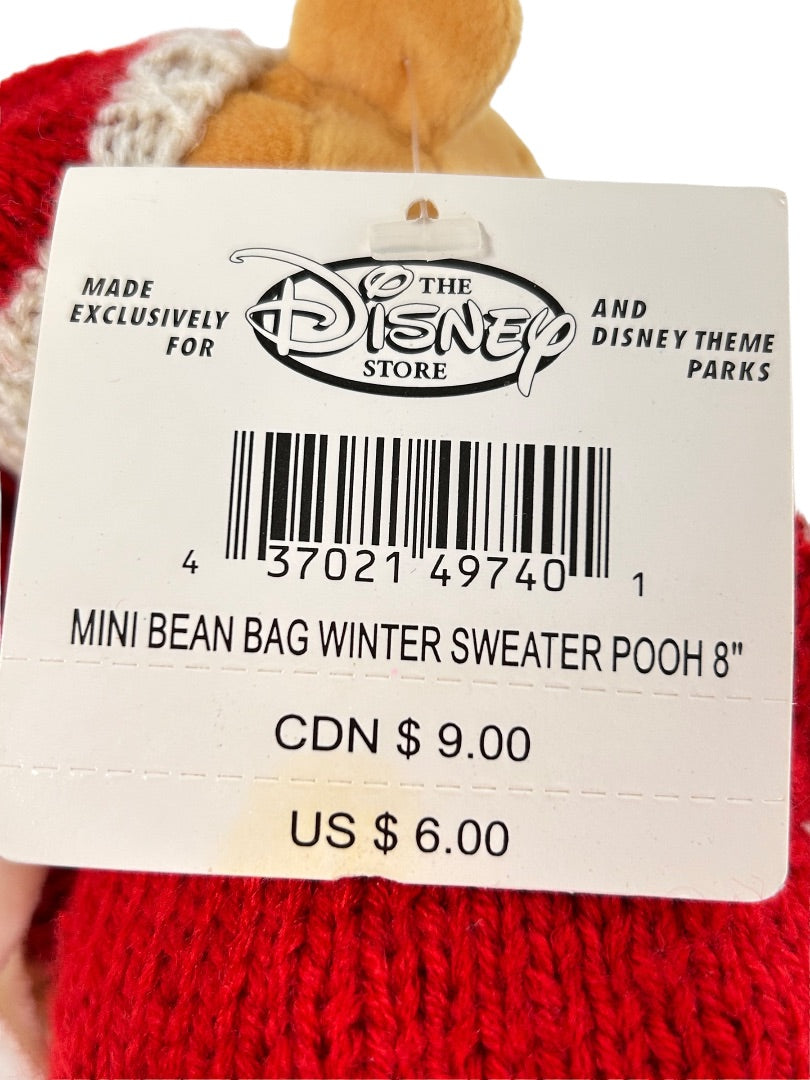 MADE
EXCLUSIVELY
FOR
THE
DISNEY
STORE
AND
DISNEY THEME
PARKS
4 37021 49740 1
MINI BEAN BAG WINTER SWEATER POOH 8"
CDN $ 9.00
US $ 6.00